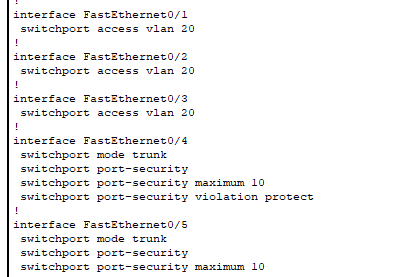 !
interface FastEthernet0/1
switchport access vlan 20
!
interface FastEthernet0/2
switchport access vlan 20
!
interface FastEthernet0/3
switchport access vlan 20
!
interface FastEthernet0/4
switchport mode trunk
switchport port-security
switchport port-security maximum 10
switchport port-security violation protect
!
interface FastEthernet0/5
switchport mode trunk
switchport port-security
switchport port-security maximum 10